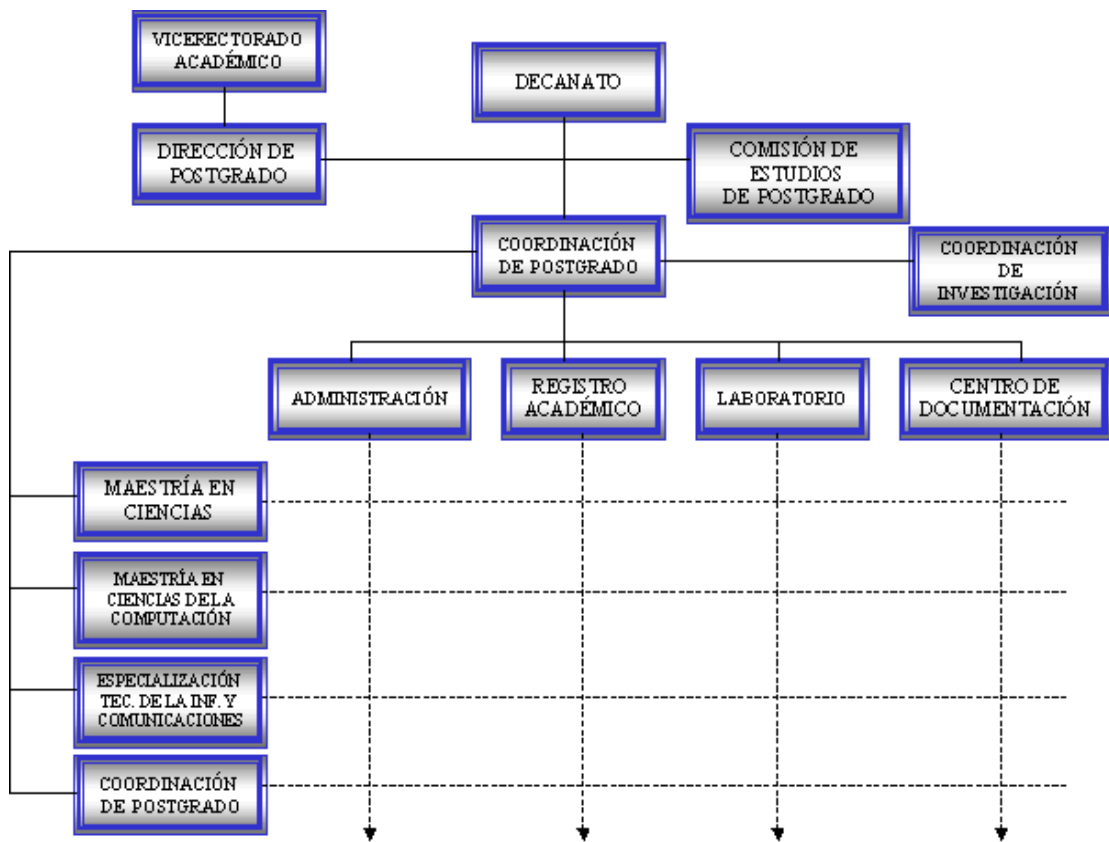 VICERECTORADO
ACADÉMICO
DECANATO
DIRECCIÓN DE
POSTGRADO
COMISIÓN DE
ESTUDIOS
DE POSTGRADO
COORDINACIÓN
DE POSTGRADO
COORDINACIÓN
DE
INVESTIGACIÓN
ADMINISTRACIÓN
REGISTRO
ACADÉMICO
LABORATORIO
CENTRO DE
DOCUMENTACIÓN
MAESTRÍA EN
CIENCIAS
MAESTRÍA EN
CIENCIAS DE LA
COMPUTACIÓN
ESPECIALIZACIÓN
TEC. DE LA INF. Y
COMUNICACIONES
COORDINACIÓN
DE POSTGRADO